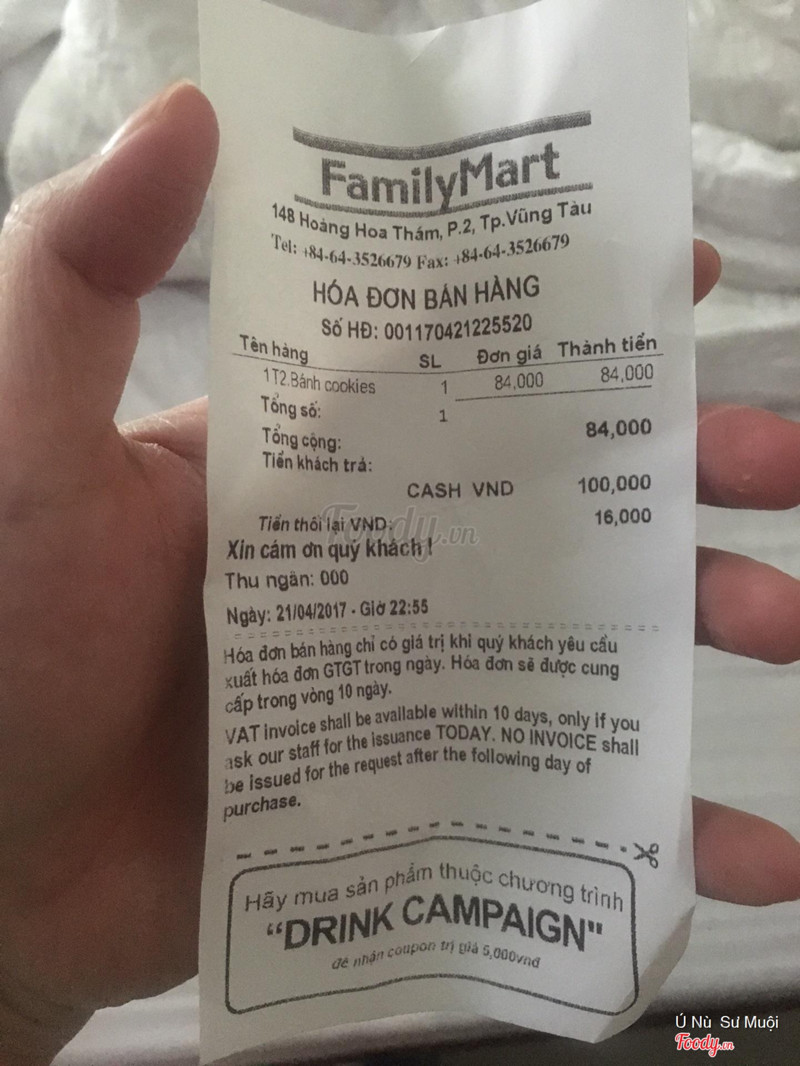 FamilyMart
148 Hoàng Hoa Thám, P.2, Tp.Vũng Tàu
Tel: +84-64-3526679 Fax: +84-64-3526679
HÓA ĐƠN BÁN HÀNG
Số HĐ: 001170421225520
Tên hàng SL Đơn giá Thành tiền
1T2.Bánh cookies 1 84,000 84,000
Tổng số: 1
Tổng cộng: 84,000
Tiền khách trả:
CASH VND 100,000
Tiền thối lại VND: 16,000
Foody.vn
Xin cám ơn quý khách !
Thu ngân: 000
Ngày: 21/04/2017 - Giờ 22:55
Hóa đơn bán hàng chỉ có giá trị khi quý khách yêu cầu
xuất hóa đơn GTGT trong ngày. Hóa đơn sẽ được cung
cấp trong vòng 10 ngày.
VAT invoice shall be available within 10 days, only if you
ask our staff for the issuance TODAY. NO INVOICE shall
be issued for the request after the following day of
purchase.
Hãy mua sản phẩm thuộc chương trình
“DRINK CAMPAIGN"
để nhận coupon trị giá 5,000vnd
Ú Nù Sư Muội
Foody.vn